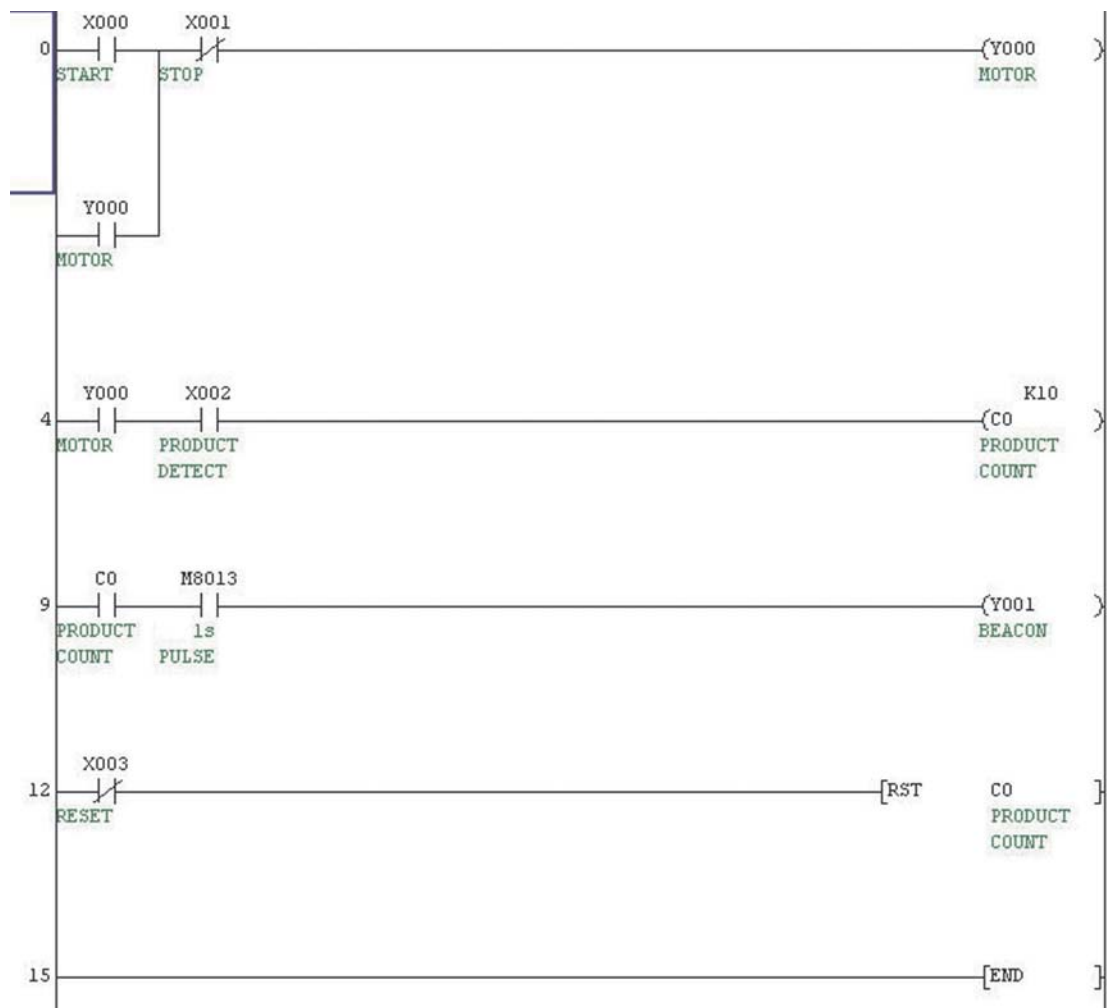 X000 X001
0 (Y000 )
START STOP MOTOR
Y000
MOTOR
Y000 X002 K10
4 (C0 )
MOTOR PRODUCT PRODUCT
DETECT COUNT
C0 M8013
9 (Y001 )
PRODUCT 1s BEACON
COUNT PULSE
X003
12 [RST C0 ]
RESET PRODUCT
COUNT
15 [END ]